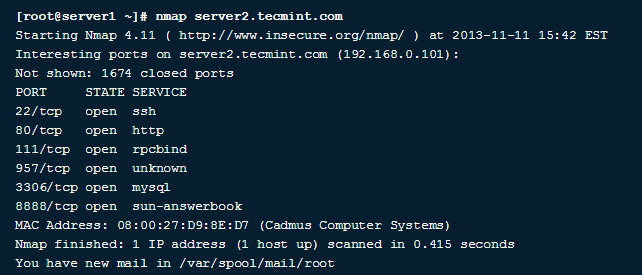 [root@server1 ~]# nmap server2.tecmint.com
Starting Nmap 4.11 ( http://www.insecure.org/nmap/ ) at 2013-11-11 15:42 EST
Interesting ports on server2.tecmint.com (192.168.0.101):
Not shown: 1674 closed ports
PORT     STATE SERVICE
22/tcp   open  ssh
80/tcp   open  http
111/tcp  open  rpcbind
957/tcp  open  unknown
3306/tcp open  mysql
8888/tcp open  sun-answerbook
MAC Address: 08:00:27:D9:8E:D7 (Cadmus Computer Systems)
Nmap finished: 1 IP address (1 host up) scanned in 0.415 seconds
You have new mail in /var/spool/mail/root